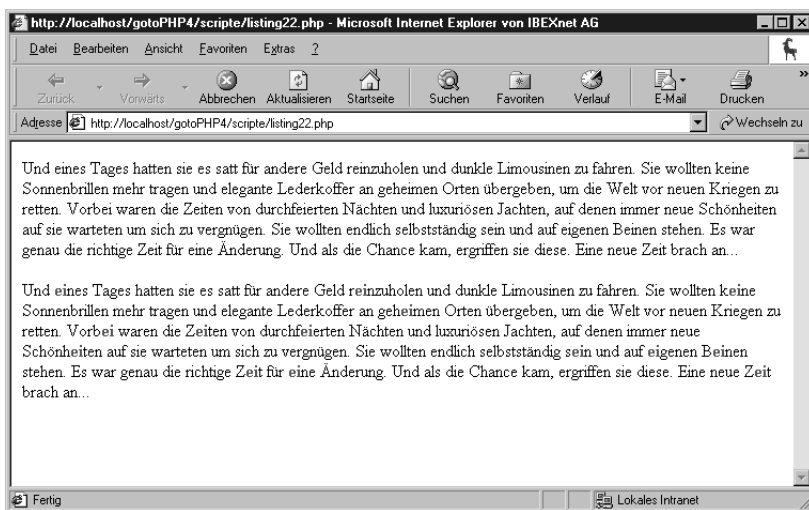 http://localhost/gotoPHP4/scripte/listing22.php - Microsoft Internet Explorer von IBEXnet AG
Datei Bearbeiten Ansicht Favoriten Extras ?
Zurück Vorwärts Abbrechen Aktualisieren Startseite Suchen Favoriten Verlauf E-Mail Drucken »
Adresse http://localhost/gotoPHP4/scripte/listing22.php Wechseln zu
Und eines Tages hatten sie es satt für andere Geld reinzuholen und dunkle Limousinen zu fahren. Sie wollten keine
Sonnenbrillen mehr tragen und elegante Lederkoffer an geheimen Orten übergeben, um die Welt vor neuen Kriegen zu
retten. Vorbei waren die Zeiten von durchfeierten Nächten und luxuriösen Jachten, auf denen immer neue Schönheiten
auf sie warteten um sich zu vergnügen. Sie wollten endlich selbstständig sein und auf eigenen Beinen stehen. Es war
genau die richtige Zeit für eine Änderung. Und als die Chance kam, ergriffen sie diese. Eine neue Zeit brach an...
Und eines Tages hatten sie es satt für andere Geld reinzuholen und dunkle Limousinen zu fahren. Sie wollten keine
Sonnenbrillen mehr tragen und elegante Lederkoffer an geheimen Orten übergeben, um die Welt vor neuen Kriegen zu
retten. Vorbei waren die Zeiten von durchfeierten Nächten und luxuriösen Jachten, auf denen immer neue
Schönheiten auf sie warteten um sich zu vergnügen. Sie wollten endlich selbstständig sein und auf eigenen Beinen
stehen. Es war genau die richtige Zeit für eine Änderung. Und als die Chance kam, ergriffen sie diese. Eine neue Zeit
brach an...
Fertig Lokales Intranet